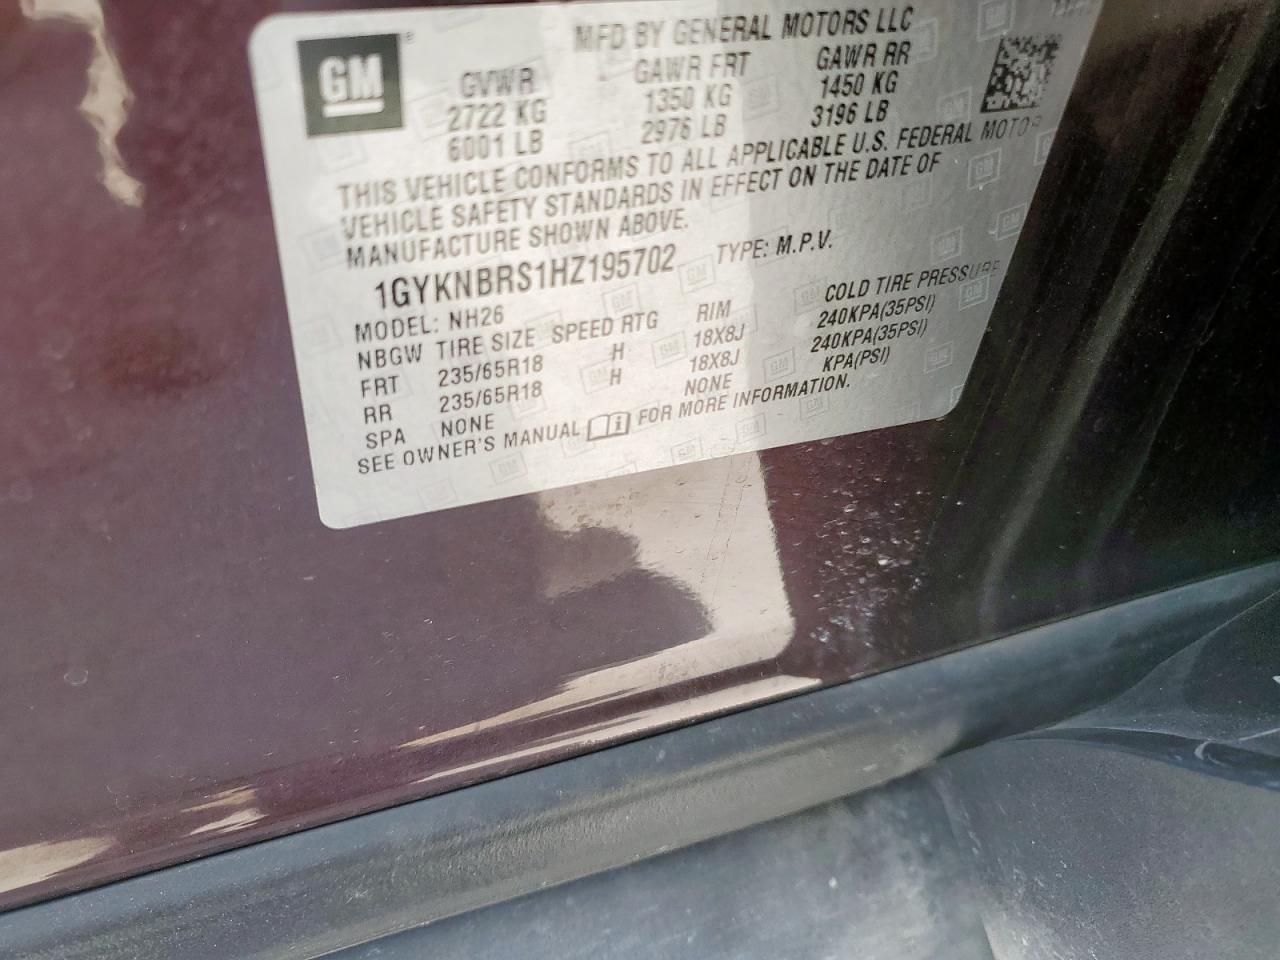 GM
MFD BY GENERAL MOTORS LLC
GVWR GAWR FRT GAWR RR
2722 KG 1350 KG 1450 KG
6001 LB 2976 LB 3196 LB
THIS VEHICLE CONFORMS TO ALL APPLICABLE U.S. FEDERAL MOTOR
VEHICLE SAFETY STANDARDS IN EFFECT ON THE DATE OF
MANUFACTURE SHOWN ABOVE.
1GYKNBRS1HZ195702 TYPE: M.P.V.
MODEL: NH26
NBGW TIRE SIZE SPEED RTG RIM COLD TIRE PRESSURE
FRT 235/65R18 H 18X8J 240KPA(35PSI)
RR 235/65R18 H 18X8J 240KPA(35PSI)
SPA NONE NONE KPA(PSI)
SEE OWNER'S MANUAL FOR MORE INFORMATION.